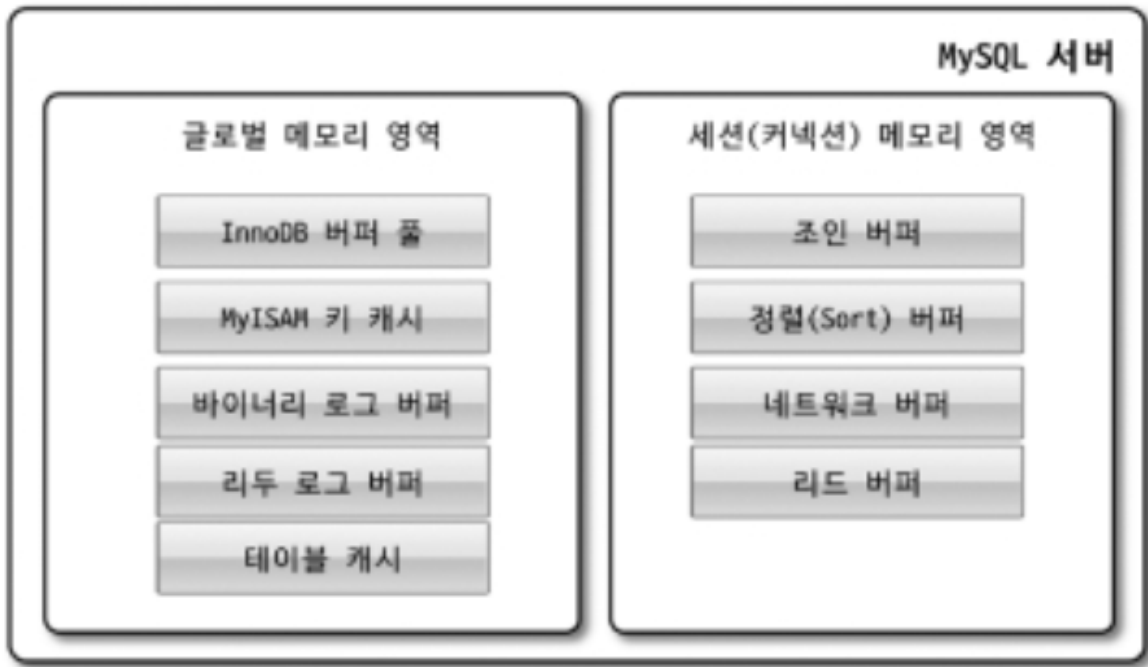 MySQL 서버
글로벌 메모리 영역
InnoDB 버퍼 풀
MyISAM 키 캐시
바이너리 로그 버퍼
리두 로그 버퍼
테이블 캐시
세션(커넥션) 메모리 영역
조인 버퍼
정렬(Sort) 버퍼
네트워크 버퍼
리드 버퍼